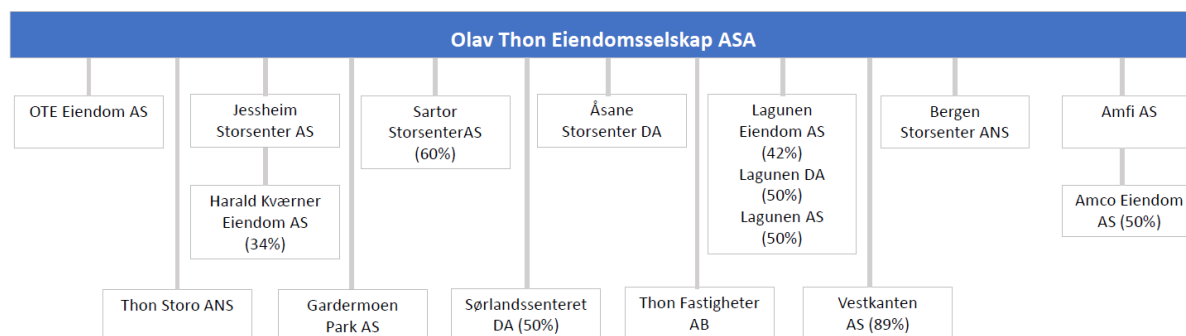 Olav Thon Eiendomsselskap ASA
OTE Eiendom AS
Jessheim
Storsenter AS
Sartor
StorsenterAS
(60%)
Åsane
Storsenter DA
Lagunen
Eiendom AS
(42%)
Lagunen DA
(50%)
Lagunen AS
(50%)
Bergen
Storsenter ANS
Amfi AS
Harald Kværner
Eiendom AS
(34%)
Amco Eiendom
AS (50%)
Thon Storo ANS
Gardermoen
Park AS
Sørlandssenteret
DA (50%)
Thon Fastigheter
AB
Vestkanten
AS (89%)